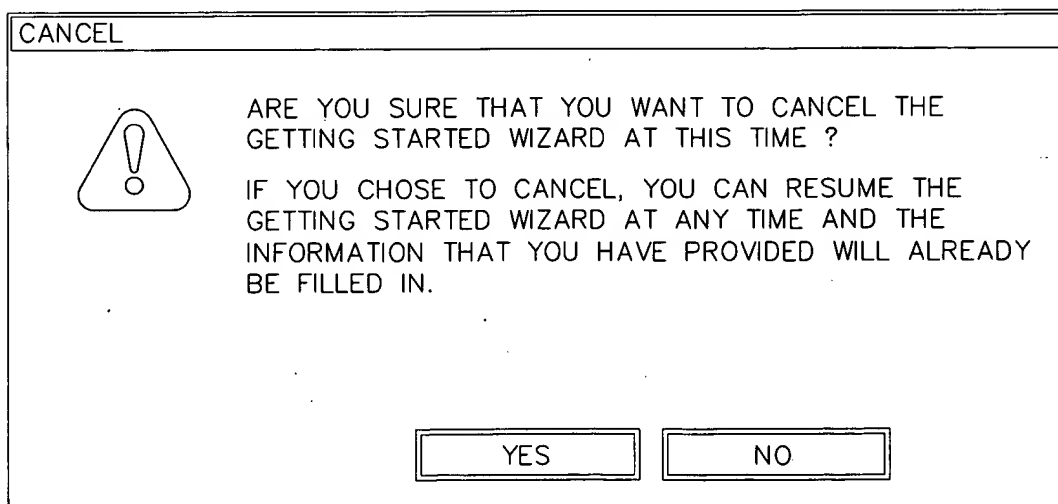 CANCEL
ARE YOU SURE THAT YOU WANT TO CANCEL THE
GETTING STARTED WIZARD AT THIS TIME ?
IF YOU CHOSE TO CANCEL, YOU CAN RESUME THE
GETTING STARTED WIZARD AT ANY TIME AND THE
INFORMATION THAT YOU HAVE PROVIDED WILL ALREADY
BE FILLED IN.
YES
NO